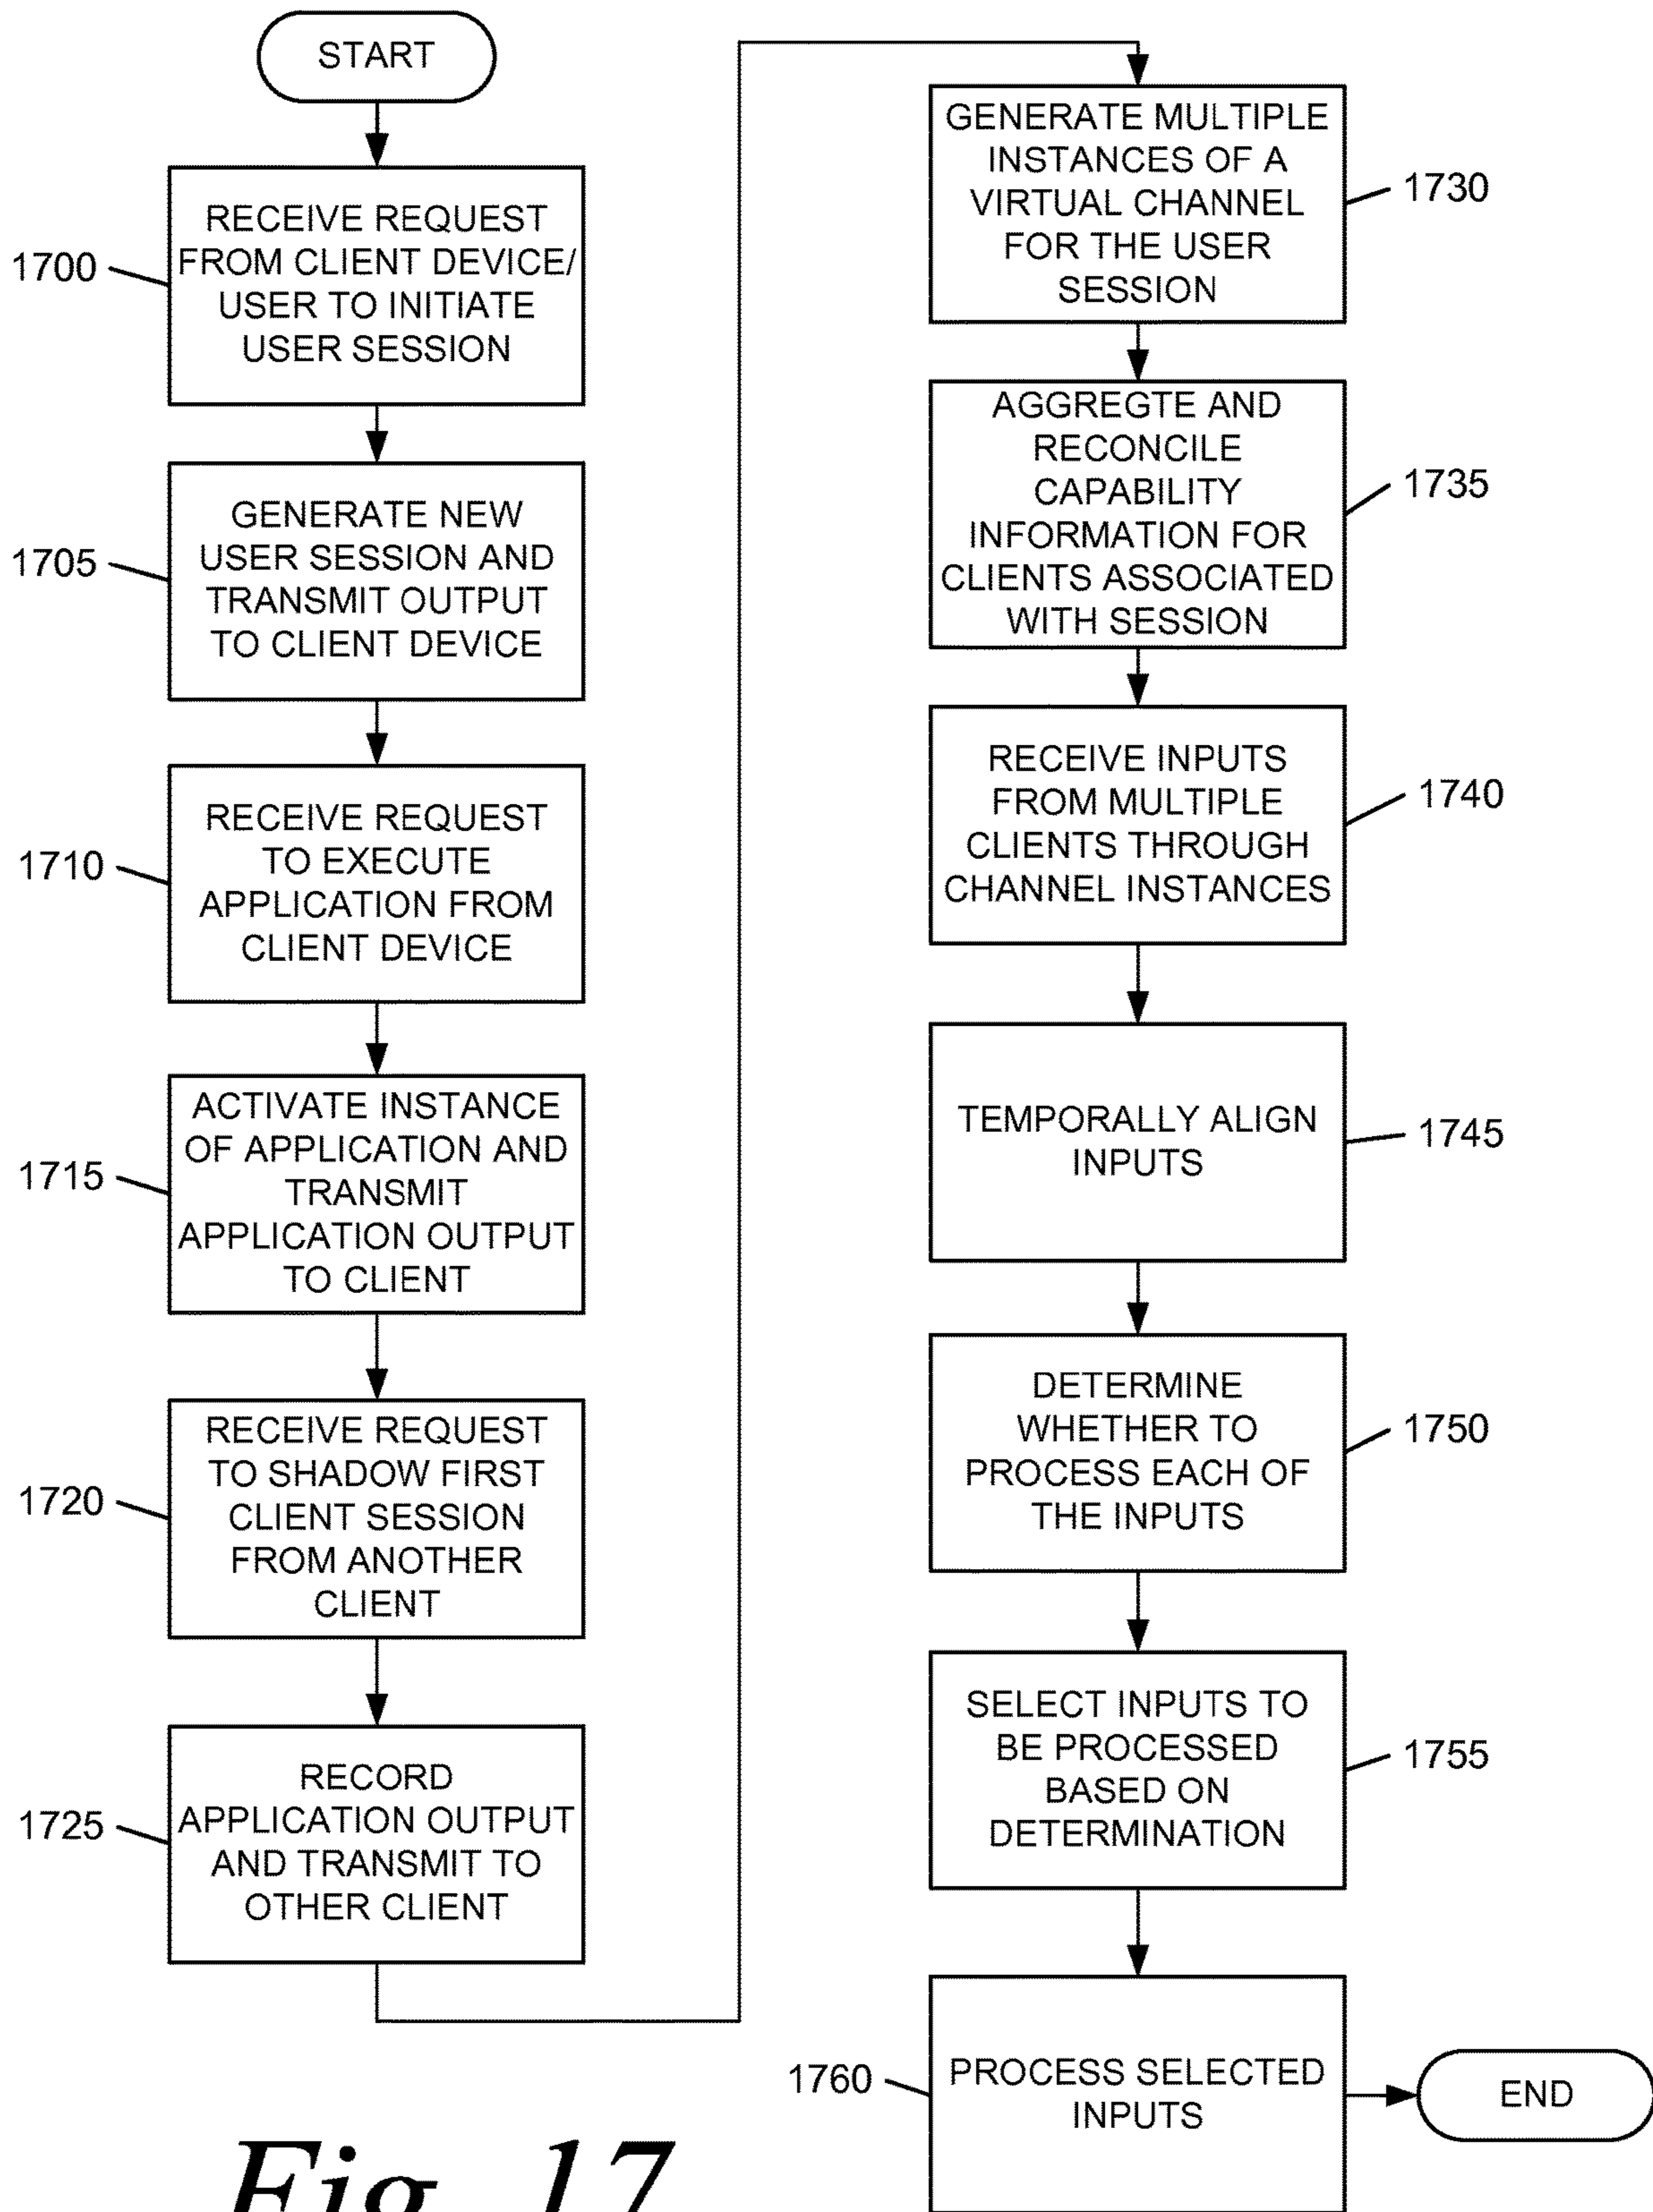 START
1700
RECEIVE REQUEST
FROM CLIENT DEVICE/
USER TO INITIATE
USER SESSION
1705
GENERATE NEW
USER SESSION AND
TRANSMIT OUTPUT
TO CLIENT DEVICE
1710
RECEIVE REQUEST
TO EXECUTE
APPLICATION FROM
CLIENT DEVICE
1715
ACTIVATE INSTANCE
OF APPLICATION AND
TRANSMIT
APPLICATION OUTPUT
TO CLIENT
1720
RECEIVE REQUEST
TO SHADOW FIRST
CLIENT SESSION
FROM ANOTHER
CLIENT
1725
RECORD
APPLICATION OUTPUT
AND TRANSMIT TO
OTHER CLIENT
GENERATE MULTIPLE
INSTANCES OF A
VIRTUAL CHANNEL
FOR THE USER
SESSION
1730
AGGREGTE AND
RECONCILE
CAPABILITY
INFORMATION FOR
CLIENTS ASSOCIATED
WITH SESSION
1735
RECEIVE INPUTS
FROM MULTIPLE
CLIENTS THROUGH
CHANNEL INSTANCES
1740
TEMPORALLY ALIGN
INPUTS
1745
DETERMINE
WHETHER TO
PROCESS EACH OF
THE INPUTS
1750
SELECT INPUTS TO
BE PROCESSED
BASED ON
DETERMINATION
1755
1760
PROCESS SELECTED
INPUTS
END
Fig. 17